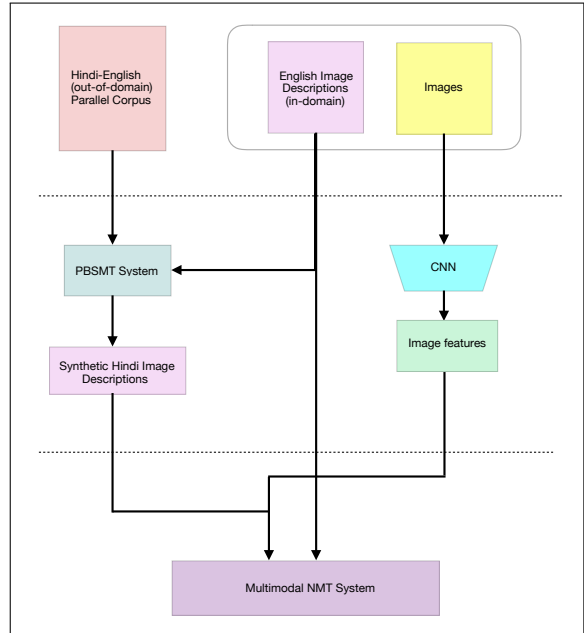 Hindi-English
(out-of-domain)
Parallel Corpus
English Image
Descriptions
(in-domain)
Images
PBSMT System
CNN
Synthetic Hindi Image
Descriptions
Image features
Multimodal NMT System